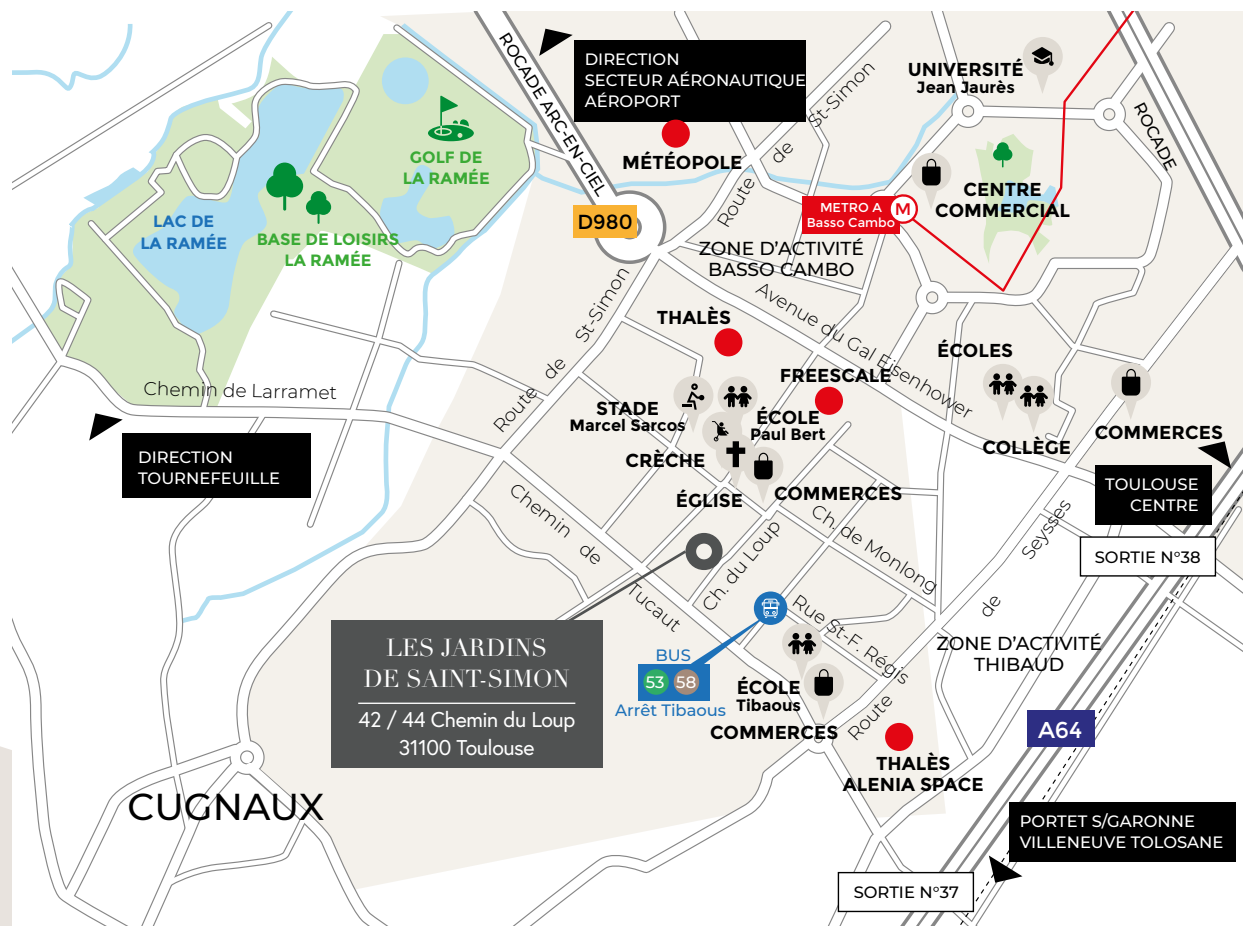 ROCADE ARC-EN-CIEL
DIRECTION
SECTEUR AÉRONAUTIQUE
AÉROPORT
UNIVERSITÉ
Jean Jaurès
ROCADE
GOLF DE
LA RAMÉE
MÉTÉOPOLE
Route de St-Simon
CENTRE
COMMERCIAL
METRO A
Basso Cambo
M
LAC DE
LA RAMÉE
BASE DE LOISIRS
LA RAMÉE
D980
ZONE D'ACTIVITÉ
BASSO CAMBO
Route de St-Simon
Avenue du Gal Eisenhower
THALÈS
ÉCOLES
FREESCALE
Chemin de Larramet
STADE
Marcel Sarcos
ÉCOLE
Paul Bert
COLLÈGE
COMMERCES
DIRECTION
TOURNEFEUILLE
CRÈCHE
ÉGLISE
COMMERCES
TOULOUSE
CENTRE
Chemin de Tucaut
Ch. du Loup
Ch. de Monlong
Route de Seysses
SORTIE N°38
Rue St-F. Régis
LES JARDINS
DE SAINT-SIMON
42 / 44 Chemin du Loup
31100 Toulouse
BUS
53 58
Arrêt Tibaous
ÉCOLE
Tibaous
COMMERCES
ZONE D'ACTIVITÉ
THIBAUD
A64
THALÈS
ALENIA SPACE
CUGNAUX
PORTET S/GARONNE
VILLENEUVE TOLOSANE
SORTIE N°37